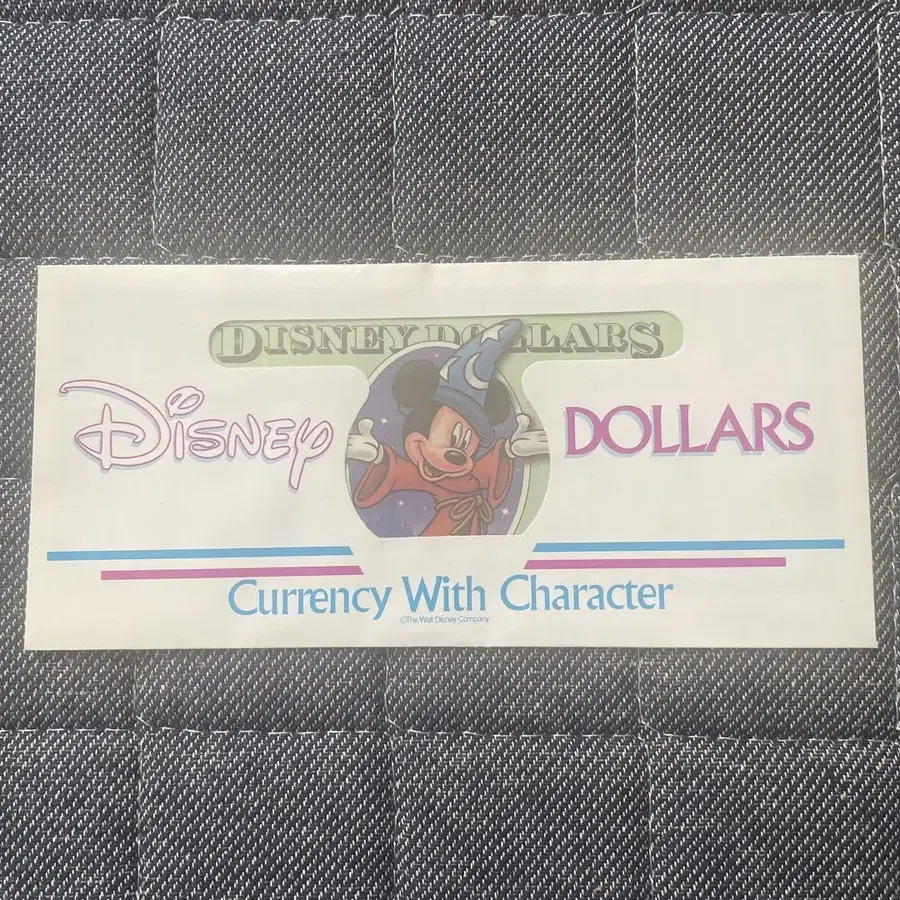 DISNEY DOLLARS
Disney DOLLARS
Currency With Character
©The Walt Disney Company